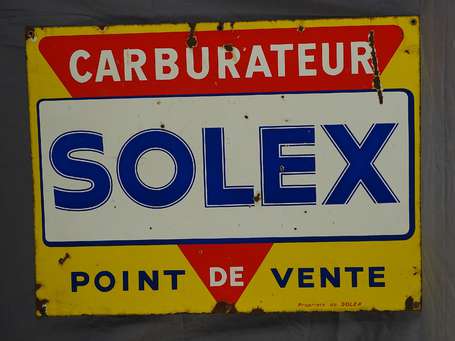 CARBURATEUR
SOLEX
POINT DE VENTE
Propriété de SOLEX